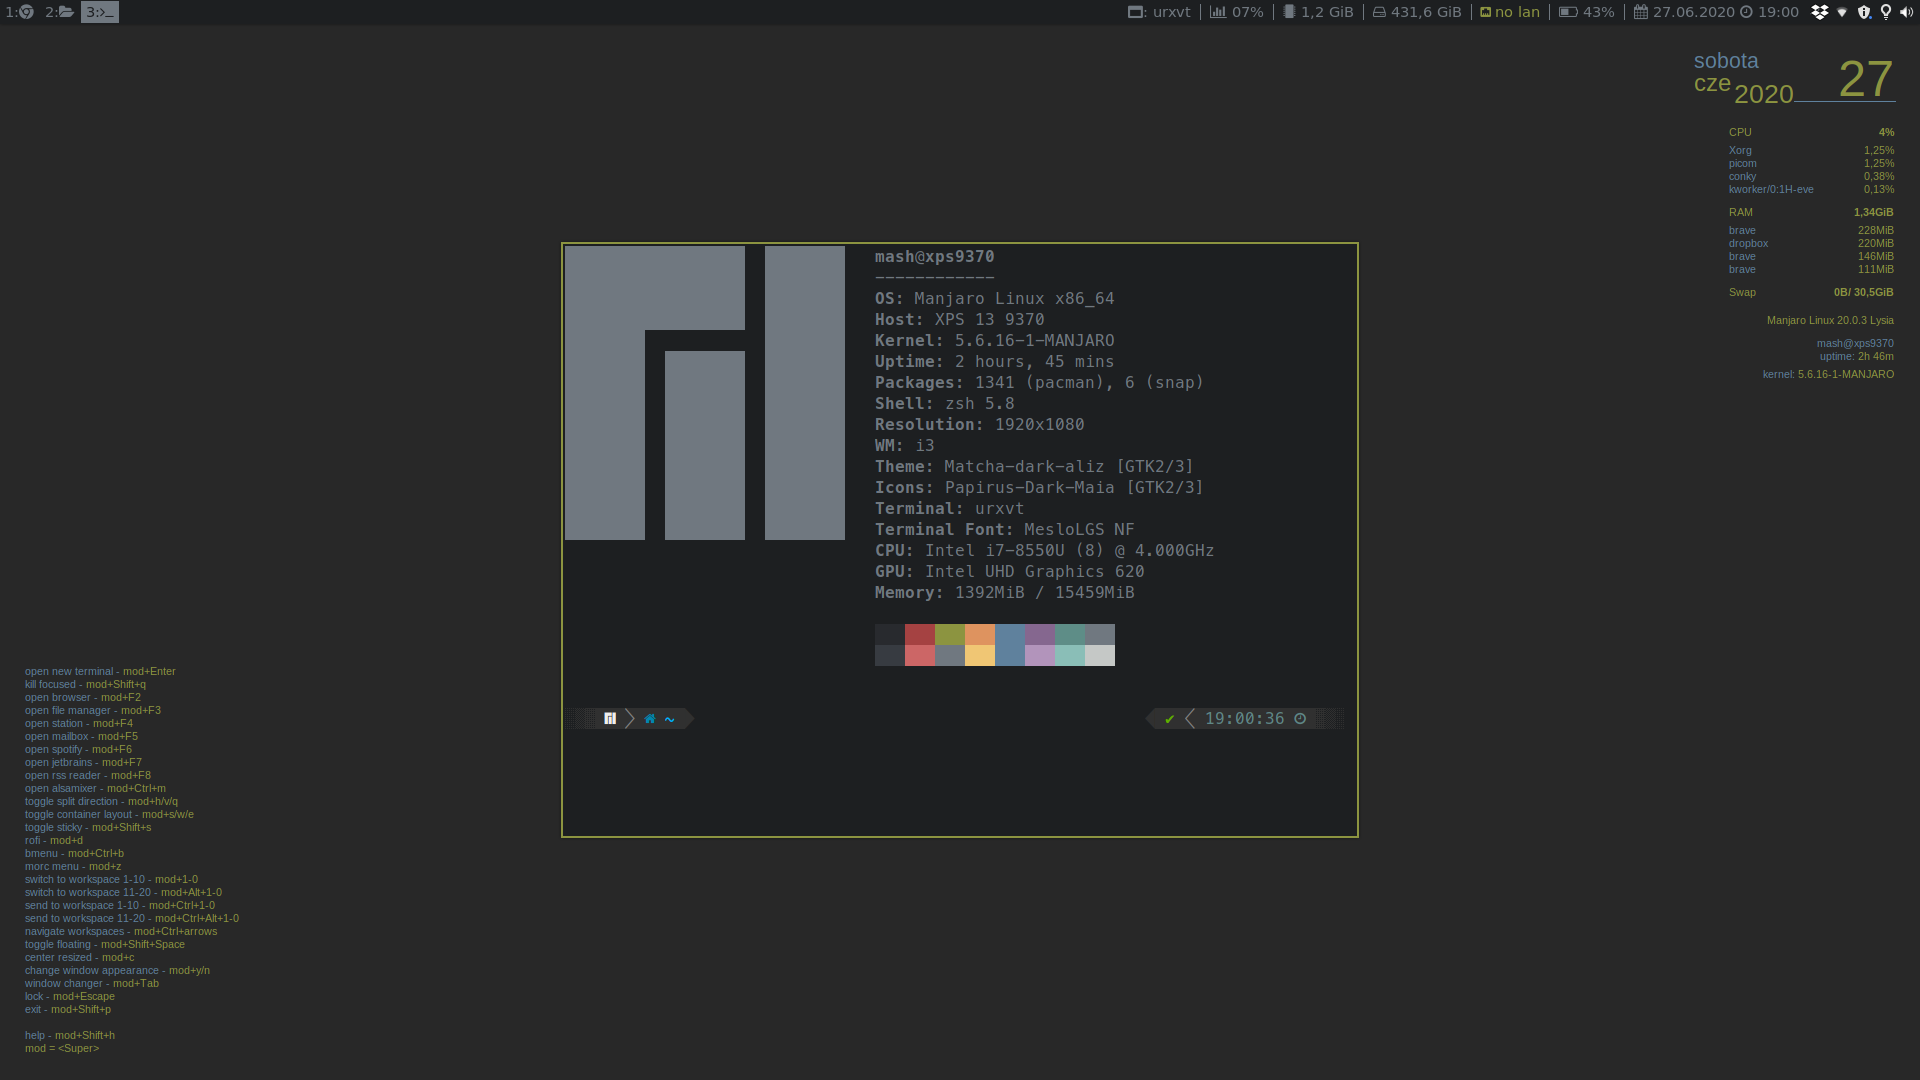 1: 2: 3:>_
: urxvt | 07% | 1,2 GiB | 431,6 GiB | no lan | 43% | 27.06.2020 19:00
sobota
cze 2020 27
CPU 4%
Xorg 1,25%
picom 1,25%
conky 0,38%
kworker/0:1H-eve 0,13%
RAM 1,34GiB
brave 228MiB
dropbox 220MiB
brave 146MiB
brave 111MiB
Swap 0B/ 30,5GiB
Manjaro Linux 20.0.3 Lysia
mash@xps9370
uptime: 2h 46m
kernel: 5.6.16-1-MANJARO
mash@xps9370
------------
OS: Manjaro Linux x86_64
Host: XPS 13 9370
Kernel: 5.6.16-1-MANJARO
Uptime: 2 hours, 45 mins
Packages: 1341 (pacman), 6 (snap)
Shell: zsh 5.8
Resolution: 1920x1080
WM: i3
Theme: Matcha-dark-aliz [GTK2/3]
Icons: Papirus-Dark-Maia [GTK2/3]
Terminal: urxvt
Terminal Font: MesloLGS NF
CPU: Intel i7-8550U (8) @ 4.000GHz
GPU: Intel UHD Graphics 620
Memory: 1392MiB / 15459MiB
~ ✔ 19:00:36
open new terminal - mod+Enter
kill focused - mod+Shift+q
open browser - mod+F2
open file manager - mod+F3
open station - mod+F4
open mailbox - mod+F5
open spotify - mod+F6
open jetbrains - mod+F7
open rss reader - mod+F8
open alsamixer - mod+Ctrl+m
toggle split direction - mod+h/v/q
toggle container layout - mod+s/w/e
toggle sticky - mod+Shift+s
rofi - mod+d
bmenu - mod+Ctrl+b
morc menu - mod+z
switch to workspace 1-10 - mod+1-0
switch to workspace 11-20 - mod+Alt+1-0
send to workspace 1-10 - mod+Ctrl+1-0
send to workspace 11-20 - mod+Ctrl+Alt+1-0
navigate workspaces - mod+Ctrl+arrows
toggle floating - mod+Shift+Space
center resized - mod+c
change window appearance - mod+y/n
window changer - mod+Tab
lock - mod+Escape
exit - mod+Shift+p
help - mod+Shift+h
mod = <Super>